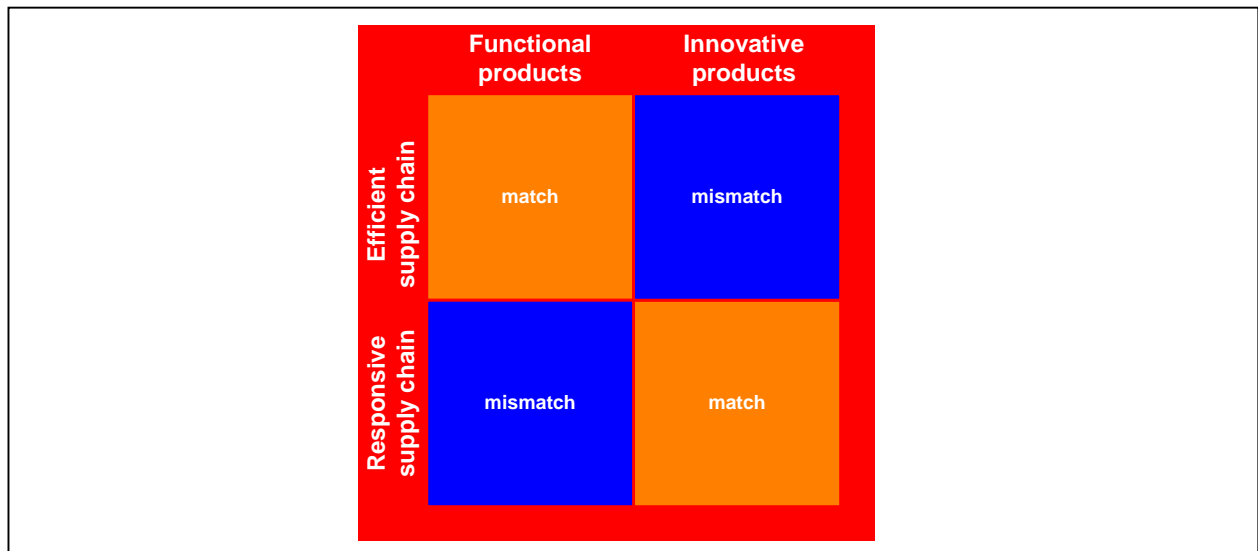 Functional
products
Innovative
products
Efficient
supply chain
match
mismatch
Responsive
supply chain
mismatch
match